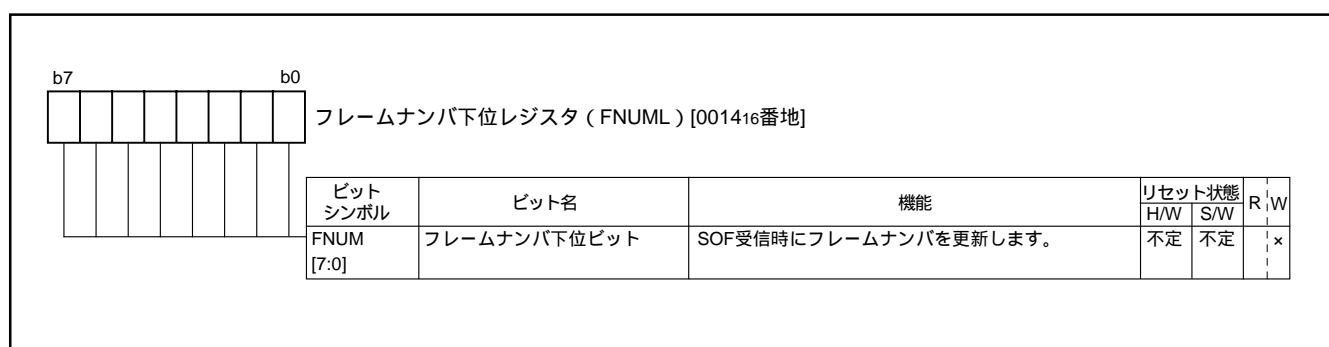 b7 b0
フレームナンバ下位レジスタ（FNUML）[001416番地]
ビット
シンボル
ビット名
機能
リセット状態
H/W S/W
R W
FNUM
[7:0]
フレームナンバ下位ビット
SOF受信時にフレームナンバを更新します。
不定 不定 ×